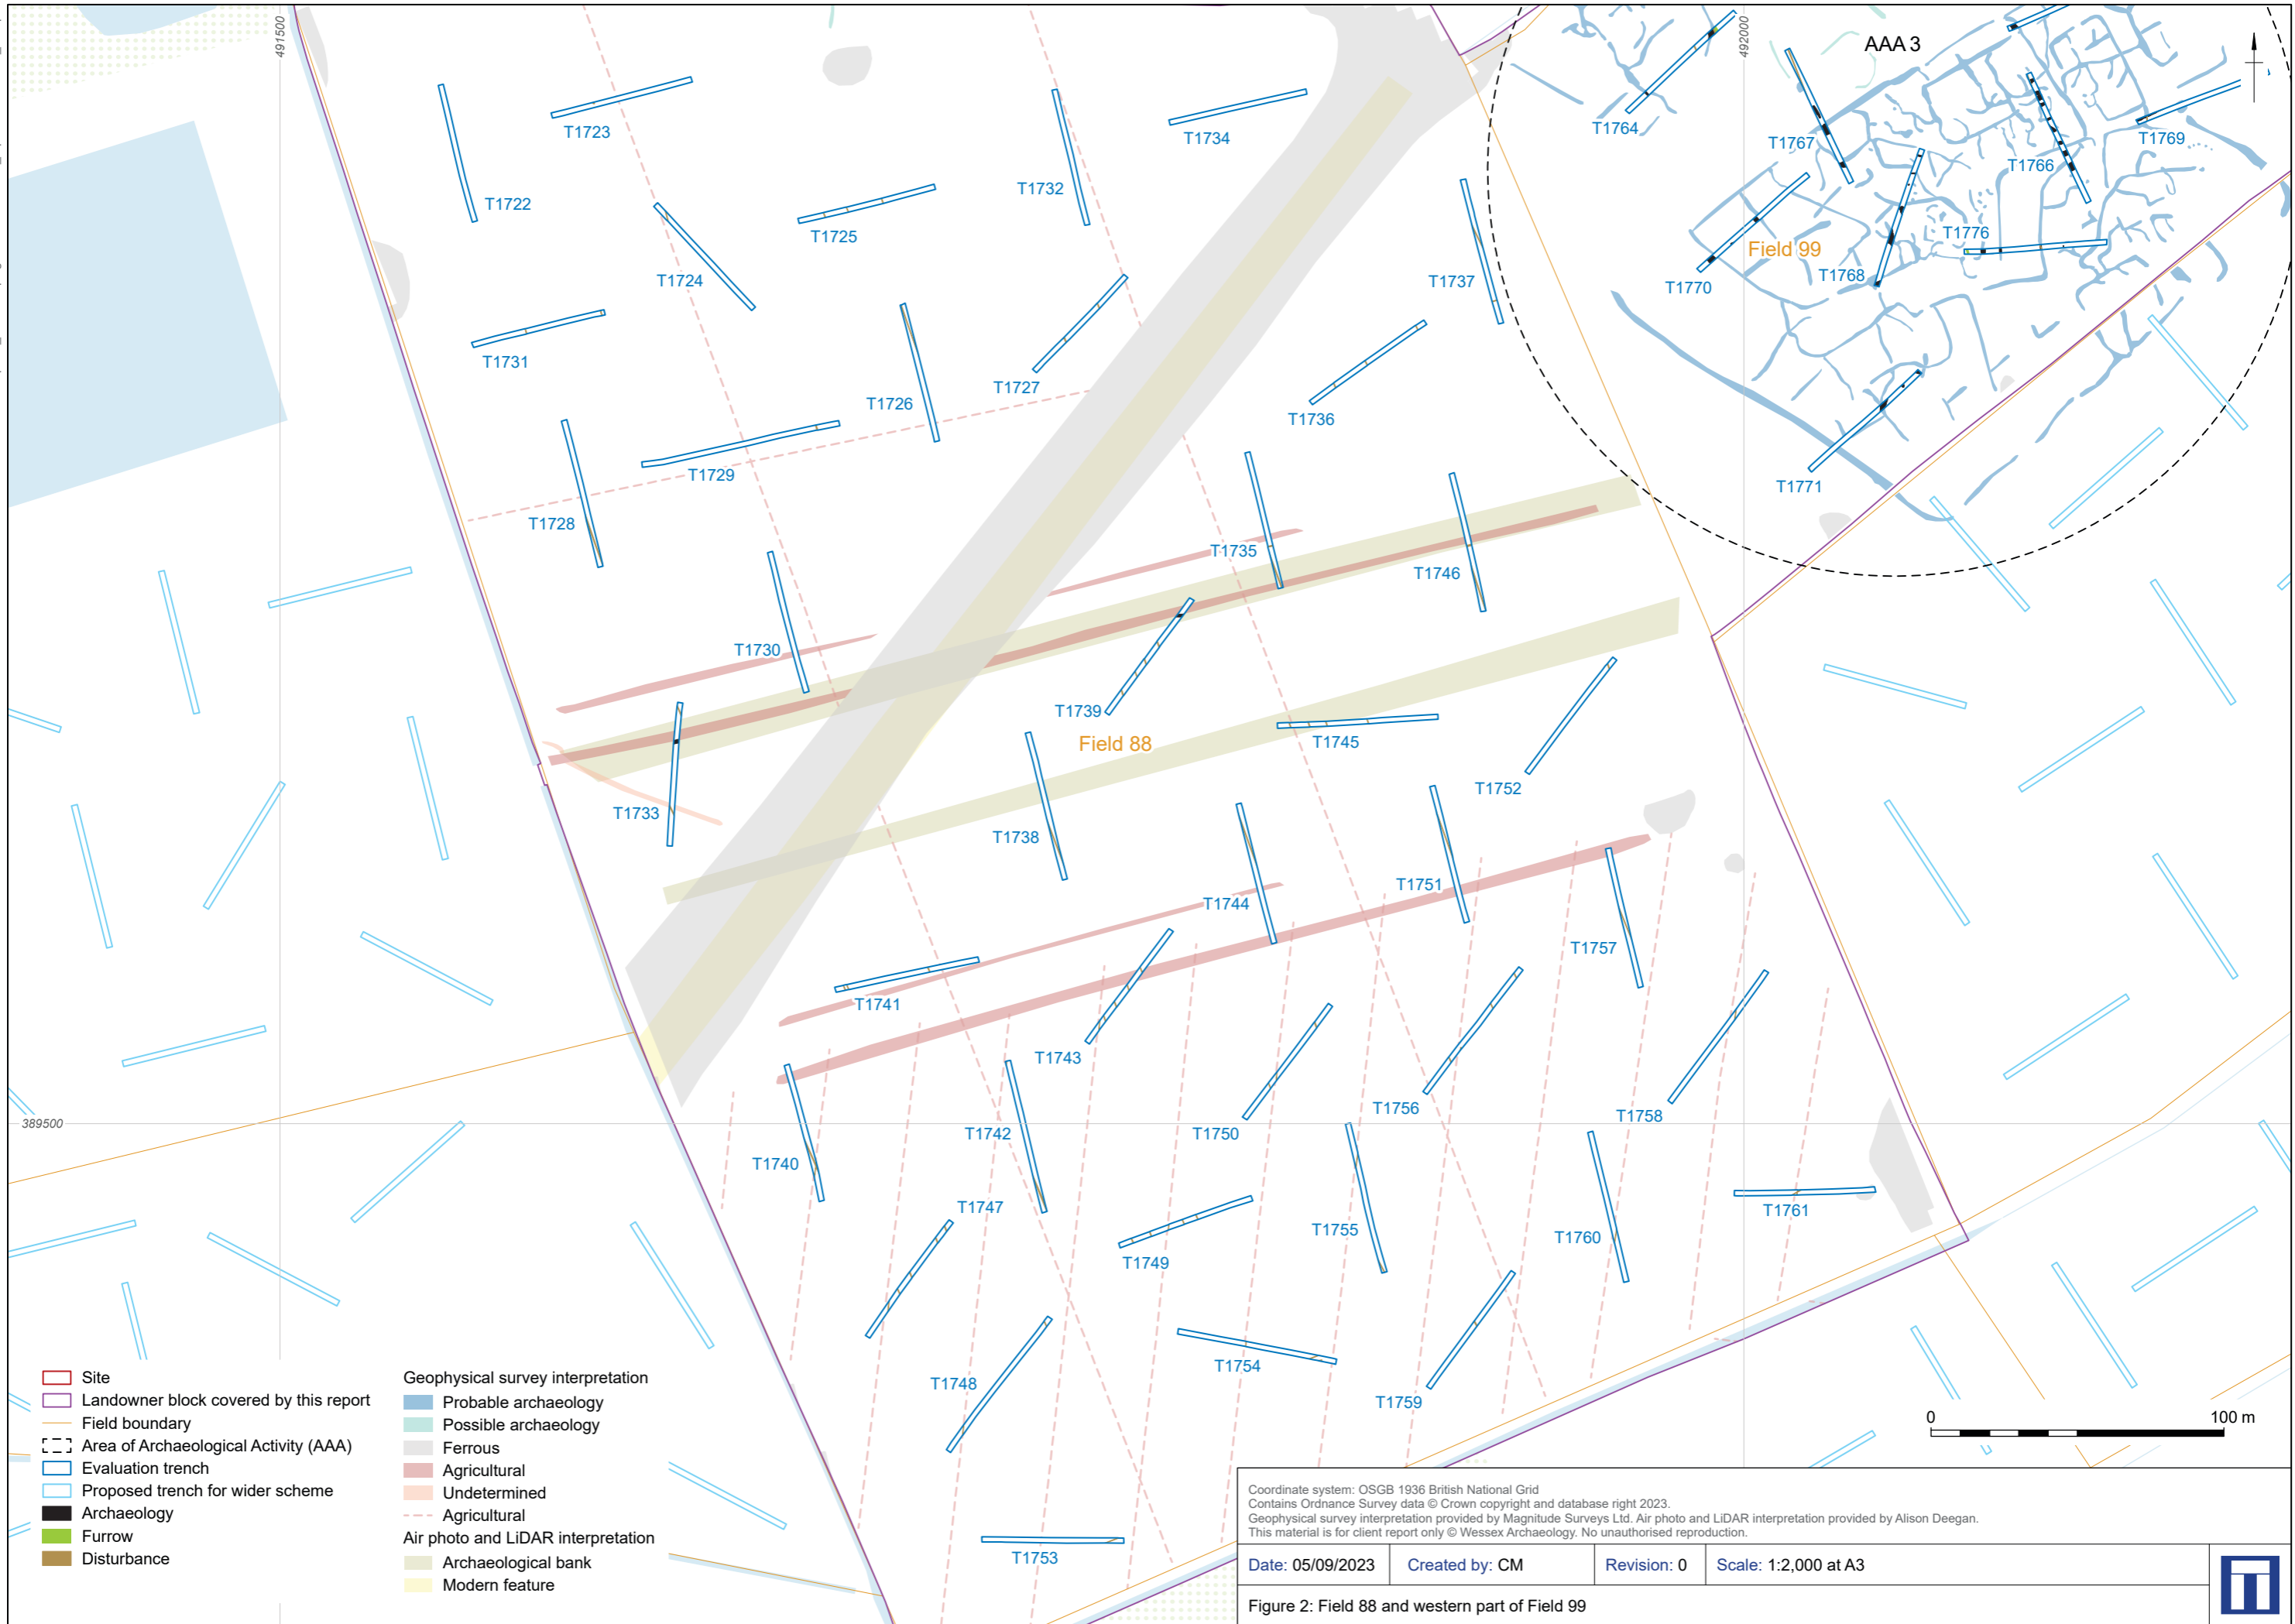 491500
492000
AAA 3
T1723
T1734
T1764
T1767
T1769
T1766
T1722
T1732
T1725
T1776
Field 99
T1724
T1737
T1770
T1768
T1731
T1727
T1726
T1736
T1729
T1771
T1728
T1735
T1746
T1730
T1739
Field 88
T1745
T1752
T1733
T1738
T1751
T1744
T1757
T1741
T1743
T1756
T1758
389500
T1750
T1742
T1740
T1747
T1761
T1755
T1760
T1749
T1754
T1748
T1759
T1753
Site
Landowner block covered by this report
Field boundary
Area of Archaeological Activity (AAA)
Evaluation trench
Proposed trench for wider scheme
Archaeology
Furrow
Disturbance
Geophysical survey interpretation
Probable archaeology
Possible archaeology
Ferrous
Agricultural
Undetermined
Agricultural
Air photo and LiDAR interpretation
Archaeological bank
Modern feature
0 100 m
Coordinate system: OSGB 1936 British National Grid
Contains Ordnance Survey data © Crown copyright and database right 2023.
Geophysical survey interpretation provided by Magnitude Surveys Ltd. Air photo and LiDAR interpretation provided by Alison Deegan.
This material is for client report only © Wessex Archaeology. No unauthorised reproduction.
Date: 05/09/2023 Created by: CM Revision: 0 Scale: 1:2,000 at A3
Figure 2: Field 88 and western part of Field 99